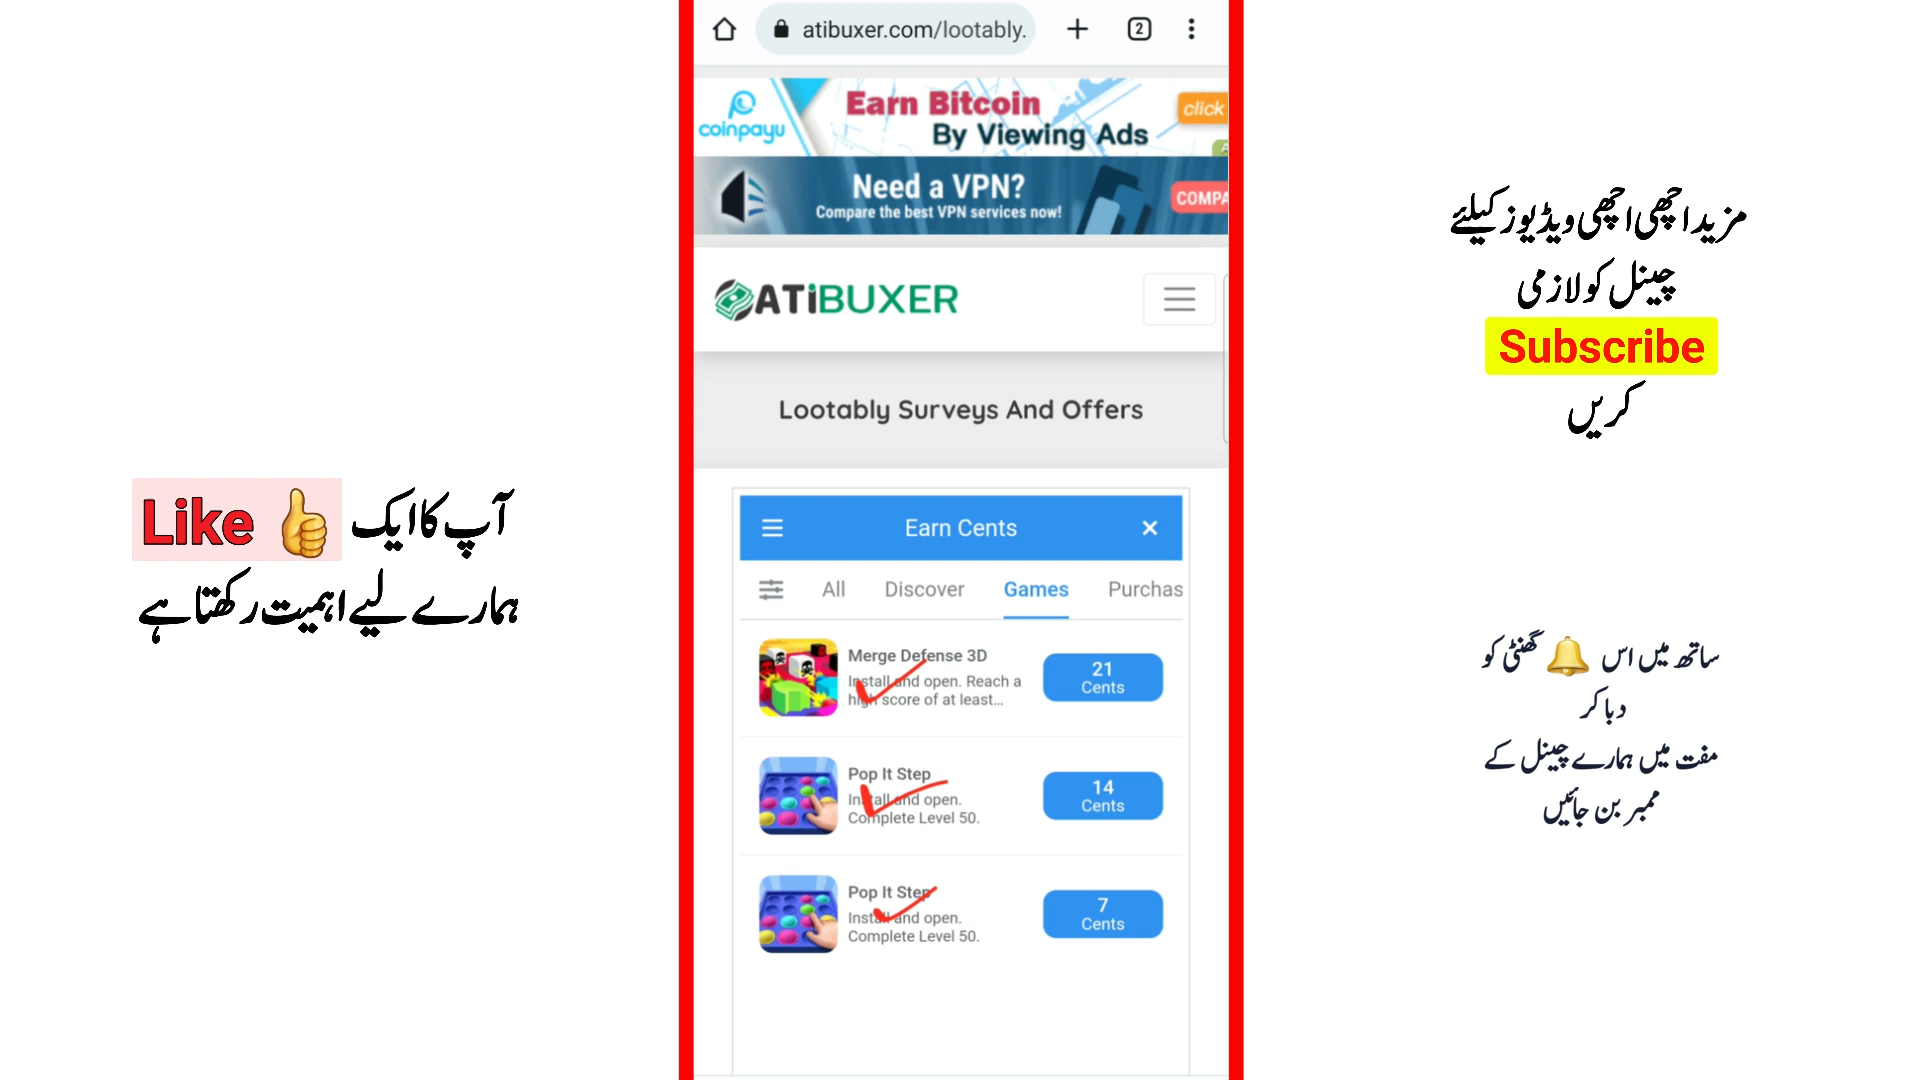 atibuxer.com/lootably.
2
coinpayu
Earn Bitcoin
By Viewing Ads
click
Need a VPN?
Compare the best VPN services now!
COMPA
ATiBUXER
Lootably Surveys And Offers
Earn Cents
All Discover Games Purchas
Merge Defense 3D
Install and open. Reach a
high score of at least...
21
Cents
Pop It Step
Install and open.
Complete Level 50.
14
Cents
Pop It Step
Install and open.
Complete Level 50.
7
Cents
آپ کا ایک 👍 Like
ہمارے لیے اہمیت رکھتا ہے
مزید اچھی اچھی ویڈیوز کیلئے
چینل کو لازمی
Subscribe
کریں
ساتھ میں اس 🔔 گھنٹی کو
دبا کر
مفت میں ہمارے چینل کے
ممبر بن جائیں